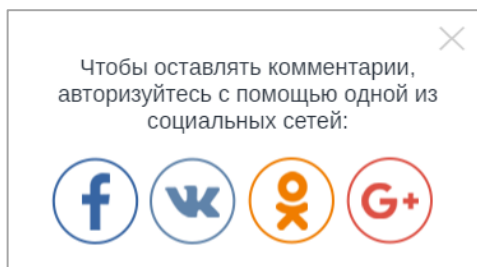 Чтобы оставлять комментарии,
авторизуйтесь с помощью одной из
социальных сетей:
f
G+